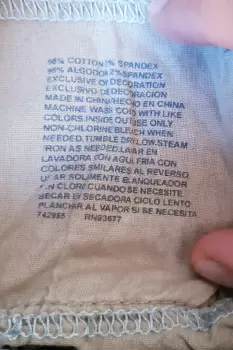 98% COTTON 2% SPANDEX
98% ALGODON 2% SPANDEX
EXCLUSIVE OF DECORATION
EXCLUSIVO DE DECORACION
MADE IN CHINA/HECHO EN CHINA
MACHINE WASH COLD WITH LIKE
COLORS.INSIDE OUT.USE ONLY
NON-CHLORINE BLEACH WHEN
NEEDED.TUMBLE DRY LOW.STEAM
IRON AS NEEDED.LAVAR EN
LAVADORA CON AGUA FRIA CON
COLORES SIMILARES AL REVERSO
USAR SOLAMENTE BLANQUEADOR
SIN CLORO CUANDO SE NECESITE
SECAR EN SECADORA CICLO LENTO
PLANCHAR AL VAPOR SI SE NECESITA
742985 RN93677